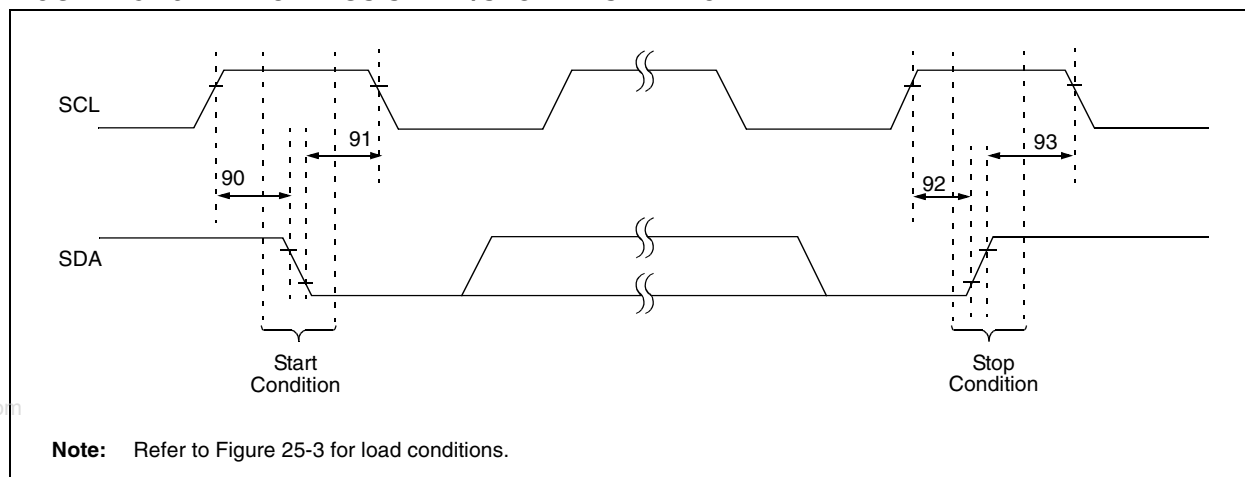 SCL
91
93
90
92
SDA
Start
Condition
Stop
Condition
Note: Refer to Figure 25-3 for load conditions.